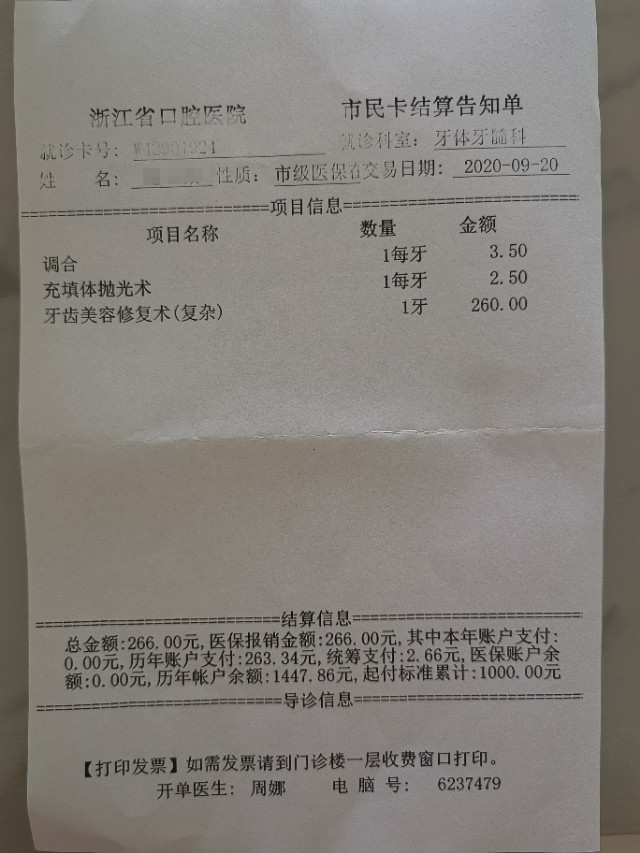 浙江省口腔医院 市民卡结算告知单
就诊卡号: 就诊科室: 牙体牙髓科
姓 名: 性质: 市级医保在交易日期: 2020-09-20
项目信息
项目名称 数量 金额
调合 1每牙 3.50
充填体抛光术 1每牙 2.50
牙齿美容修复术(复杂) 1牙 260.00
结算信息
总金额:266.00元,医保报销金额:266.00元,其中本年账户支付:
0.00元,历年账户支付:263.34元,统筹支付:2.66元,医保账户余
额:0.00元,历年帐户余额:1447.86元,起付标准累计:1000.00元
导诊信息
【打印发票】如需发票请到门诊楼一层收费窗口打印。
开单医生: 周娜 电 脑 号: 6237479